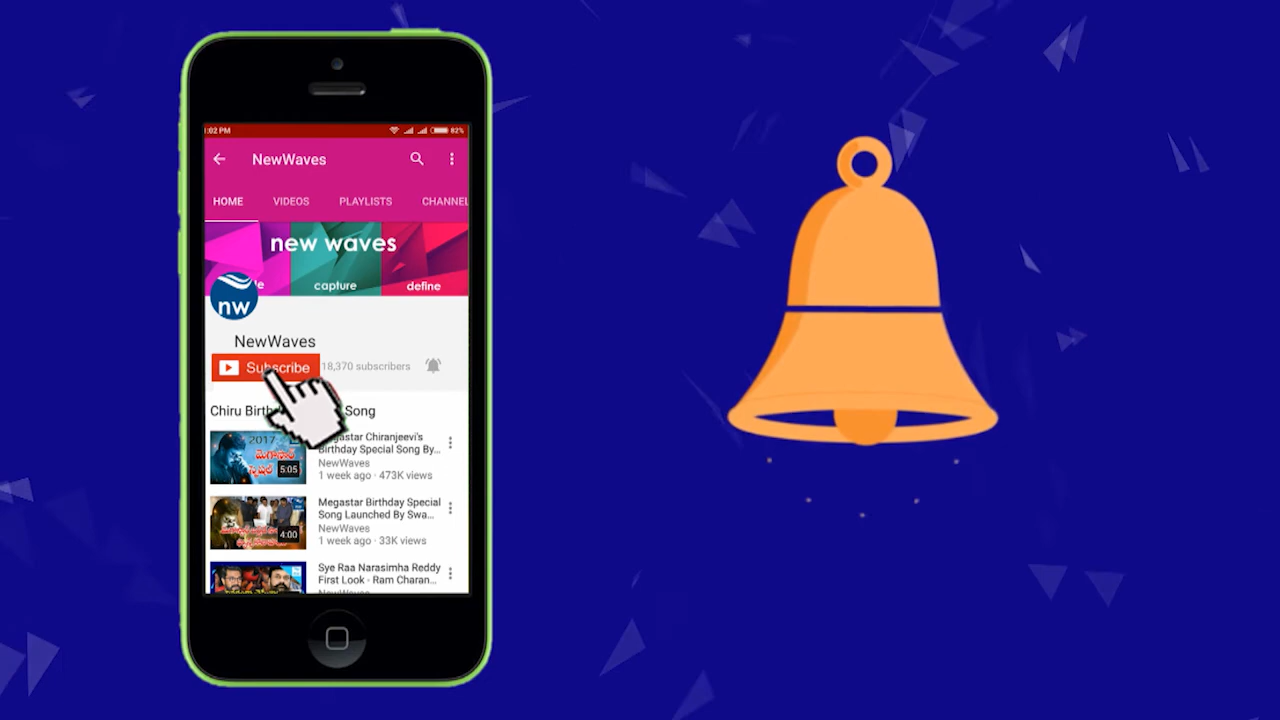 1:02 PM 82%
NewWaves
HOME VIDEOS PLAYLISTS CHANNEL
new waves
capture define
nw
NewWaves
Subscribe 18,370 subscribers
Chiru Song
Megastar Chiranjeevi's
Birthday Special Song By...
NewWaves
1 week ago · 473K views
2017
మెగాస్టార్
స్పెషల్
5:05
Megastar Birthday Special
Song Launched By Swa...
NewWaves
1 week ago · 33K views
4:00
Sye Raa Narasimha Reddy
First Look - Ram Charan...
NewWaves